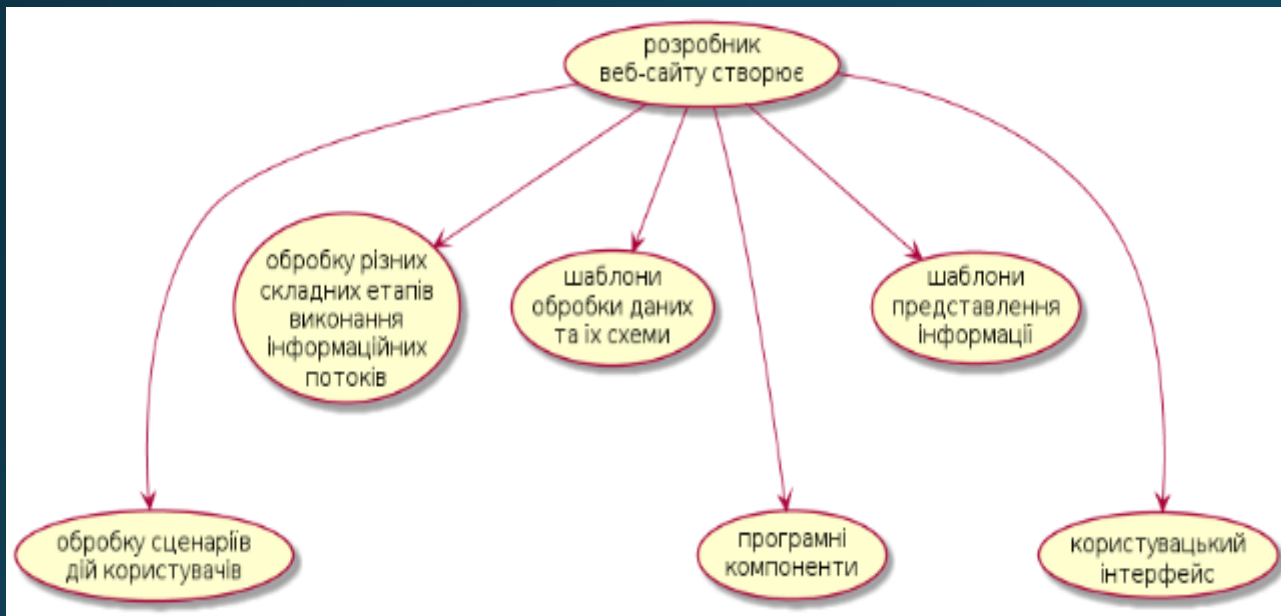 розробник
веб-сайту створює
обробку різних
складних етапів
виконання
інформаційних
потоків
шаблони
обробки даних
та їх схеми
шаблони
представлення
інформації
обробку сценаріїв
дій користувачів
програмні
компоненти
користувацький
інтерфейс